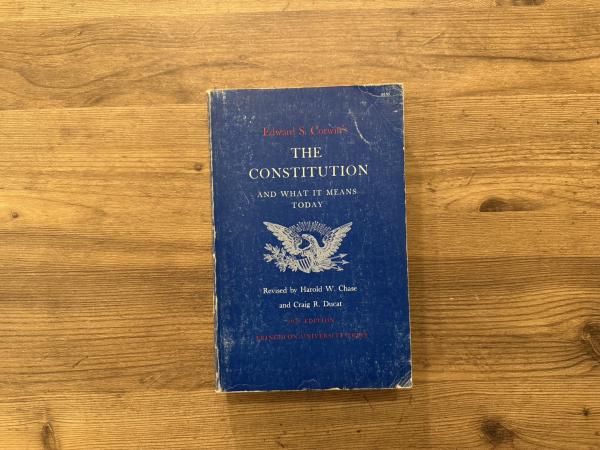 Edward S. Corwin's
THE
CONSTITUTION
AND WHAT IT MEANS
TODAY
Revised by Harold W. Chase
and Craig R. Ducat
EDITION
PRINCETON UNIVERSITY PRESS